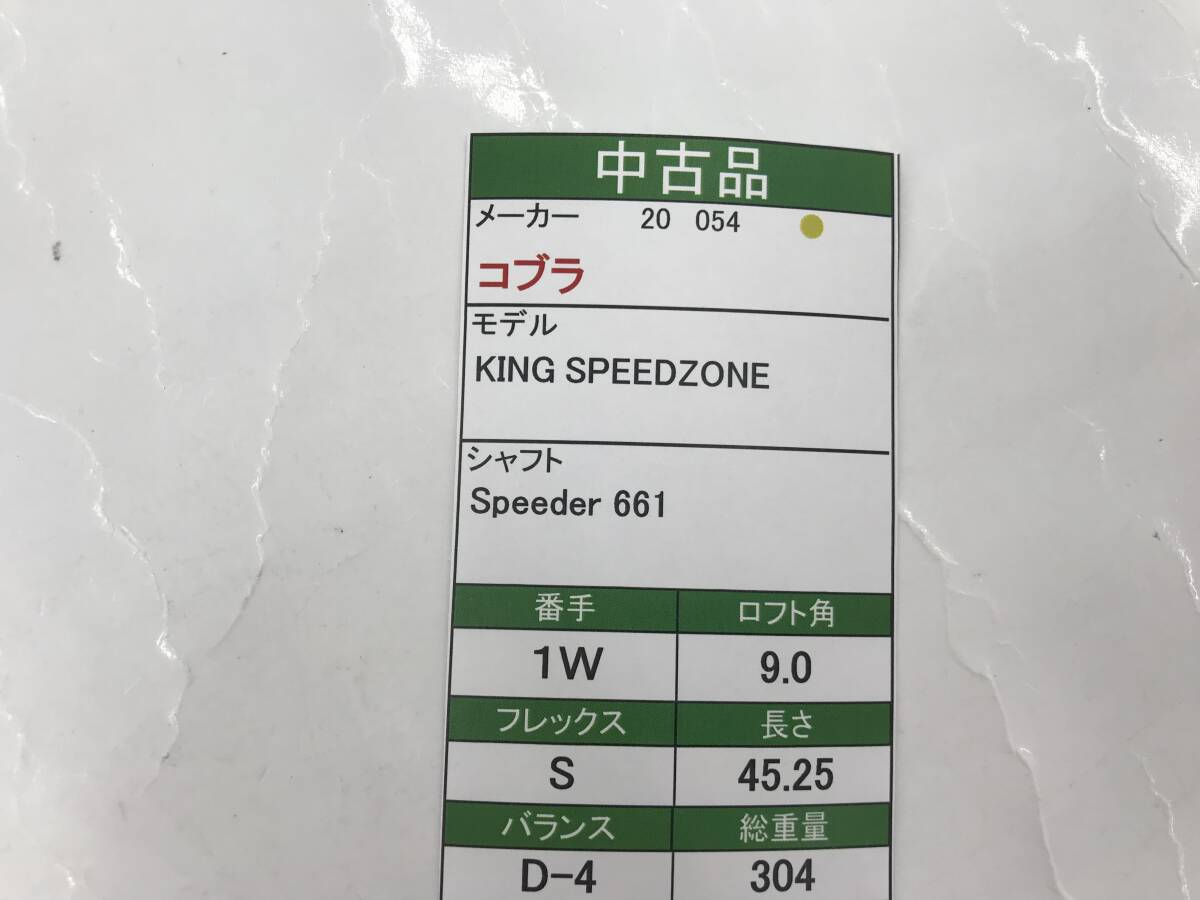 中古品
メーカー 20 054
コブラ
モデル
KING SPEEDZONE
シャフト
Speeder 661
番手 ロフト角
1W 9.0
フレックス 長さ
S 45.25
バランス 総重量
D-4 304